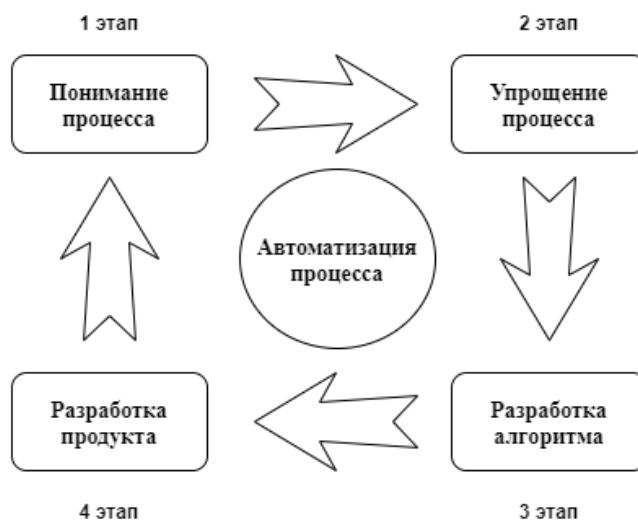 1 этап
2 этап
Понимание
процесса
Упрощение
процесса
Автоматизация
процесса
Разработка
продукта
Разработка
алгоритма
4 этап
3 этап